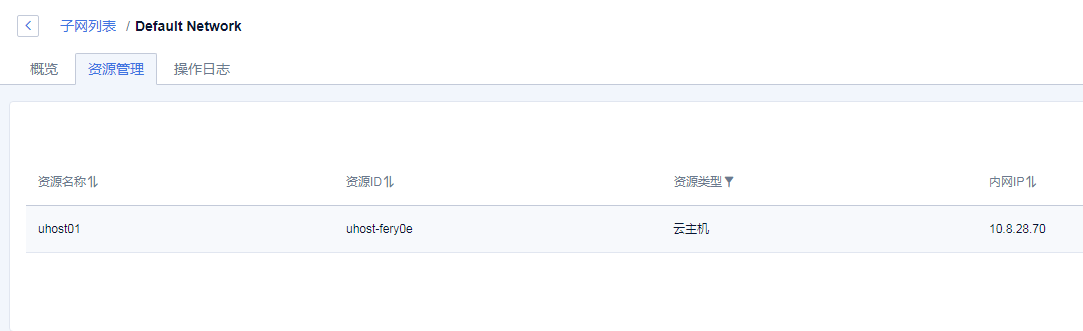 子网列表 / Default Network
概览 资源管理 操作日志
资源名称 资源ID 资源类型 内网IP
uhost01 uhost-fery0e 云主机 10.8.28.70